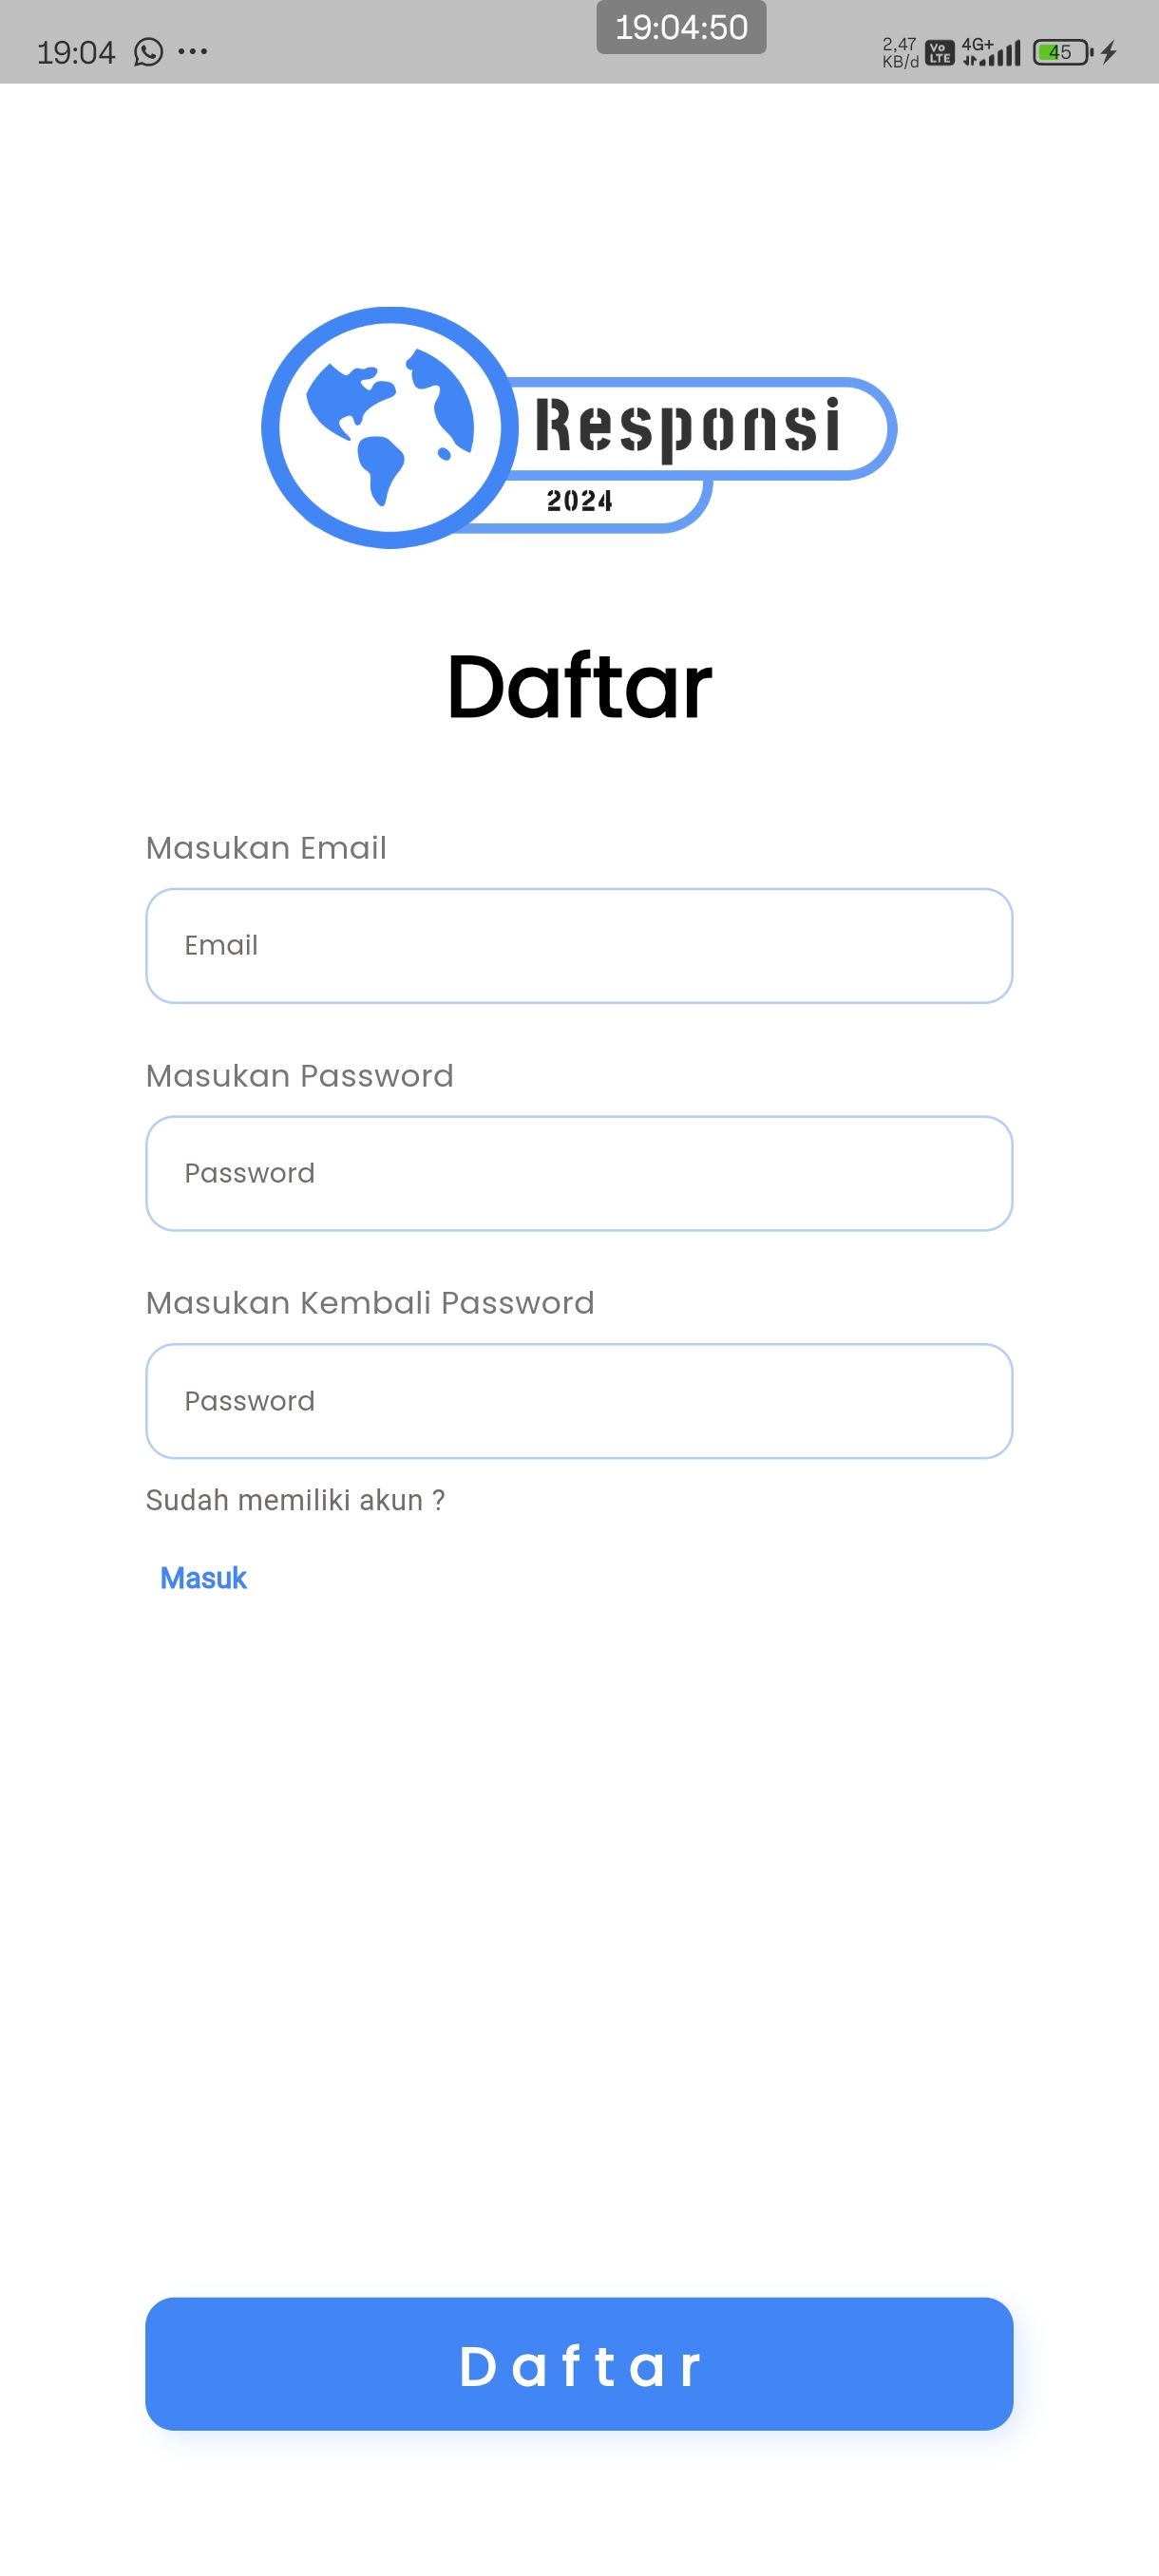 19:04:50
19:04
2,47 KB/d Vo LTE 4G+ 45
Responsi
2024
Daftar
Masukan Email
Email
Masukan Password
Password
Masukan Kembali Password
Password
Sudah memiliki akun ?
Masuk
Daftar